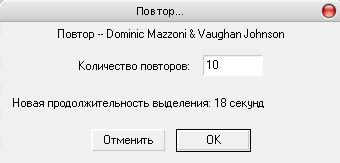 Повтор...
Повтор -- Dominic Mazzoni & Vaughan Johnson
Количество повторов: 10
Новая продолжительность выделения: 18 секунд
Отменить OK